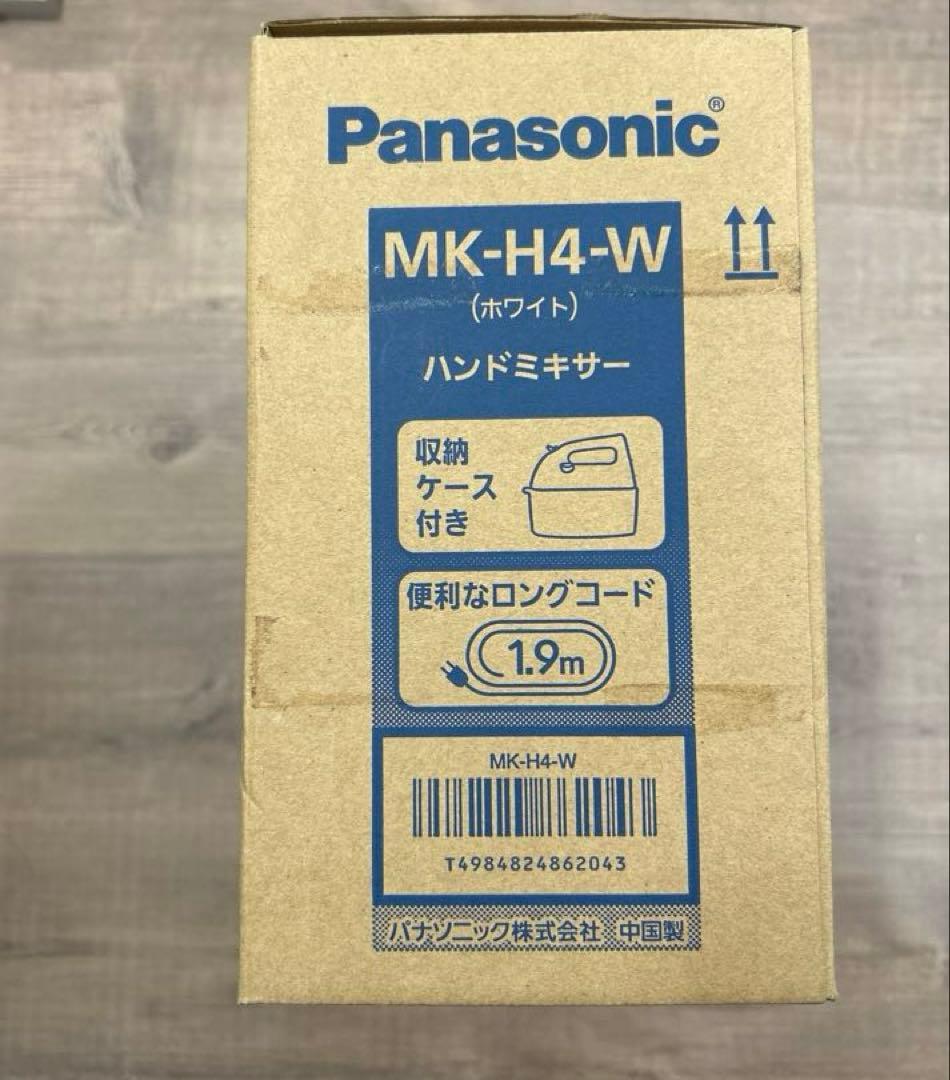 Panasonic®
MK-H4-W
(ホワイト)
ハンドミキサー
収納
ケース
付き
便利なロングコード
1.9m
MK-H4-W
T4984824862043
パナソニック株式会社 中国製